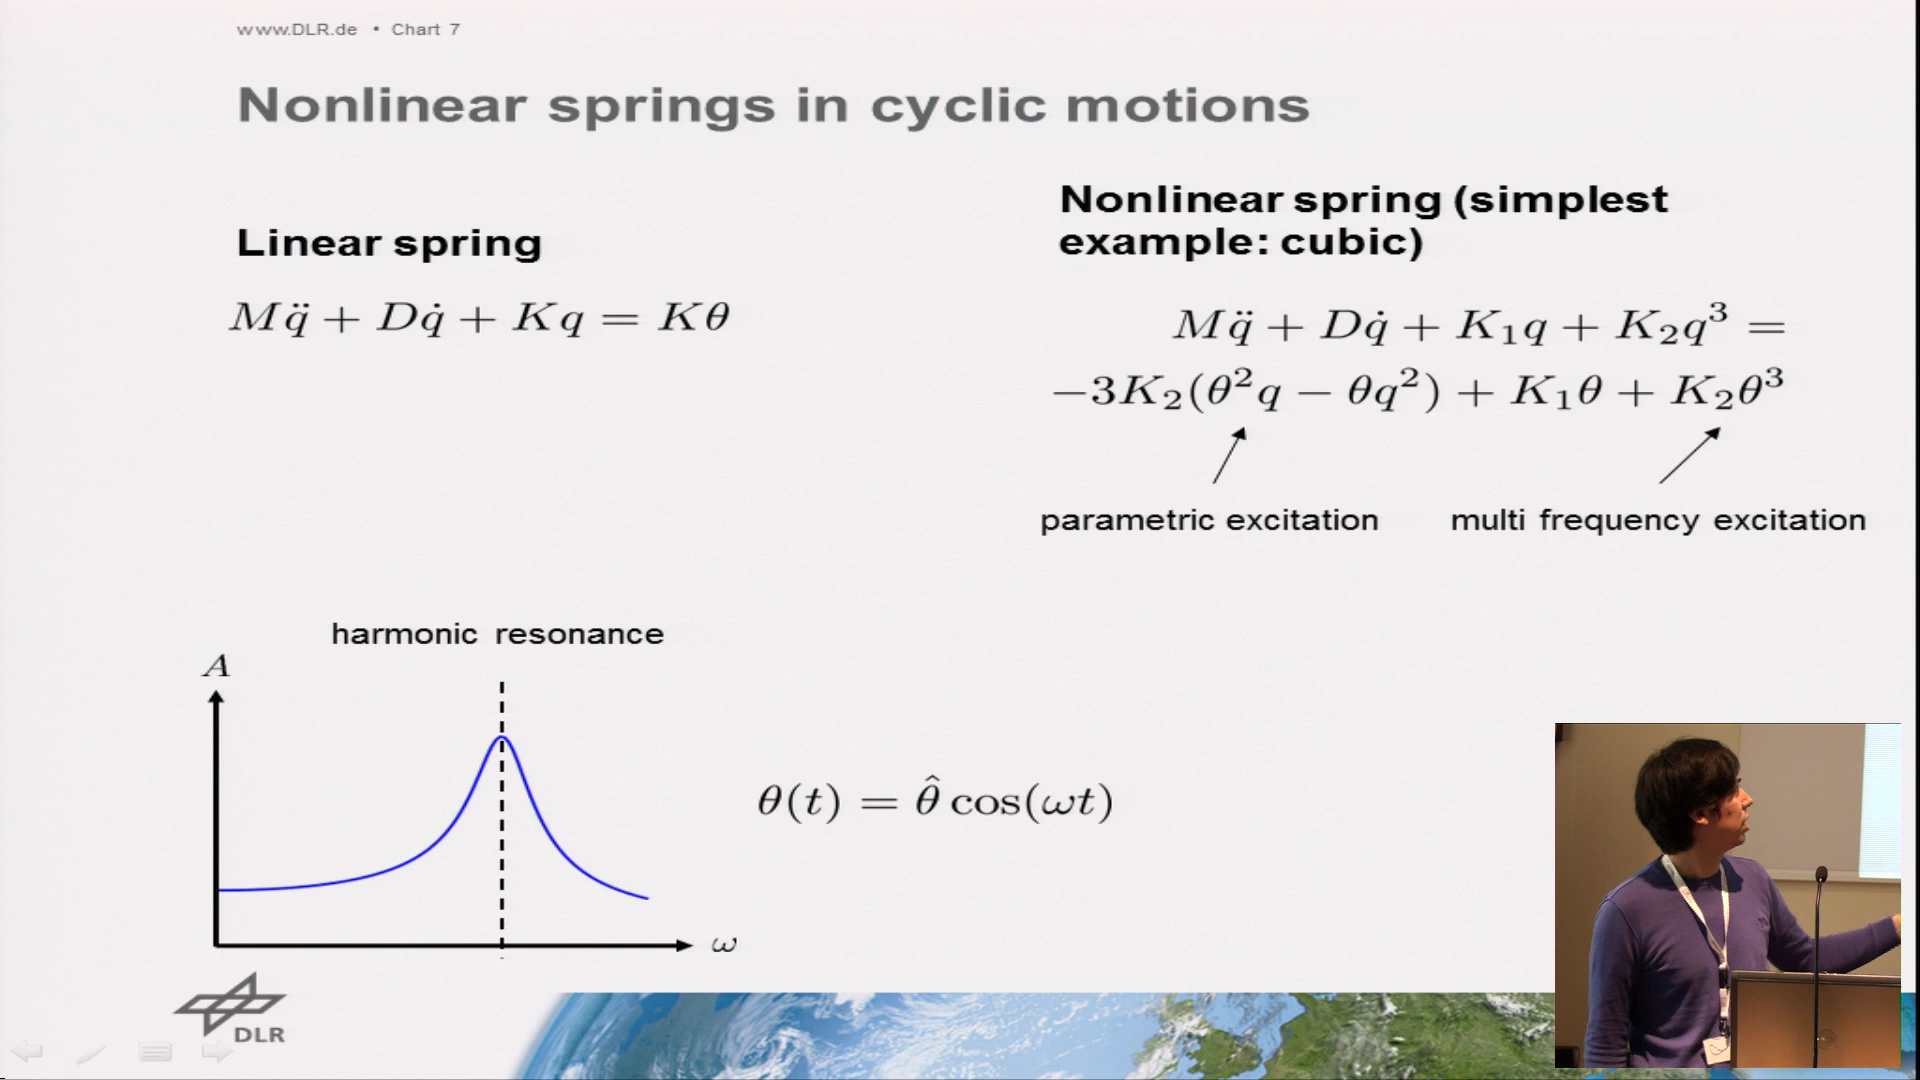 www.DLR.de • Chart 7
Nonlinear springs in cyclic motions
Linear spring
Mq̈ + Dq̇ + Kq = Kθ
Nonlinear spring (simplest
example: cubic)
Mq̈ + Dq̇ + K₁q + K₂q³ =
−3K₂(θ²q − θq²) + K₁θ + K₂θ³
parametric excitation
multi frequency excitation
harmonic resonance
A
θ(t) = θ̂ cos(ωt)
ω
DLR